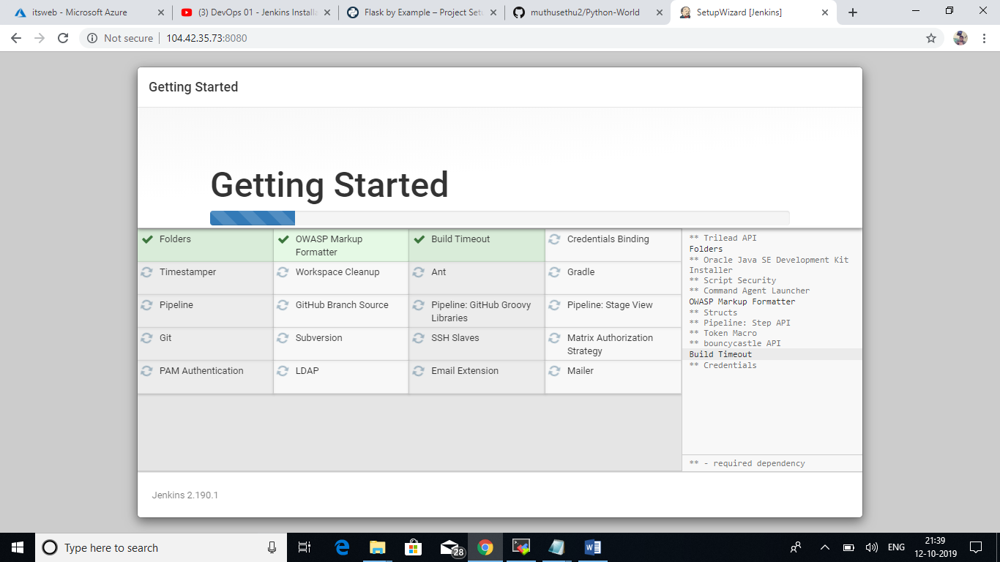 itsweb - Microsoft Azure
(3) DevOps 01 - Jenkins Installa
Flask by Example – Project Setu
muthusethu2/Python-World
SetupWizard [Jenkins]
Not secure
104.42.35.73:8080
Getting Started
Getting Started
Folders
OWASP Markup
Formatter
Build Timeout
Credentials Binding
Timestamper
Workspace Cleanup
Ant
Gradle
Pipeline
GitHub Branch Source
Pipeline: GitHub Groovy
Libraries
Pipeline: Stage View
Git
Subversion
SSH Slaves
Matrix Authorization
Strategy
PAM Authentication
LDAP
Email Extension
Mailer
** Trilead API
Folders
** Oracle Java SE Development Kit
Installer
** Script Security
** Command Agent Launcher
OWASP Markup Formatter
** Structs
** Pipeline: Step API
** Token Macro
** bouncycastle API
Build Timeout
** Credentials
** - required dependency
Jenkins 2.190.1
Type here to search
28
ENG
21:39
12-10-2019